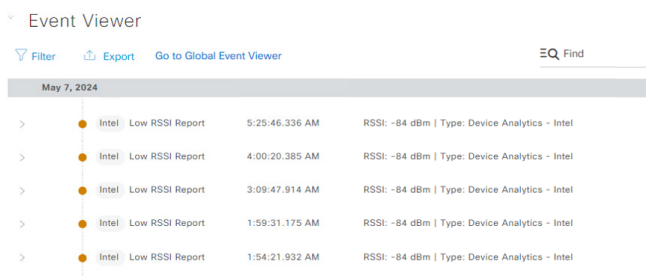 Event Viewer
Filter Export Go to Global Event Viewer Find
May 7, 2024
Intel Low RSSI Report 5:25:46.336 AM RSSI: -84 dBm | Type: Device Analytics - Intel
Intel Low RSSI Report 4:00:20.385 AM RSSI: -84 dBm | Type: Device Analytics - Intel
Intel Low RSSI Report 3:09:47.914 AM RSSI: -84 dBm | Type: Device Analytics - Intel
Intel Low RSSI Report 1:59:31.175 AM RSSI: -84 dBm | Type: Device Analytics - Intel
Intel Low RSSI Report 1:54:21.932 AM RSSI: -84 dBm | Type: Device Analytics - Intel